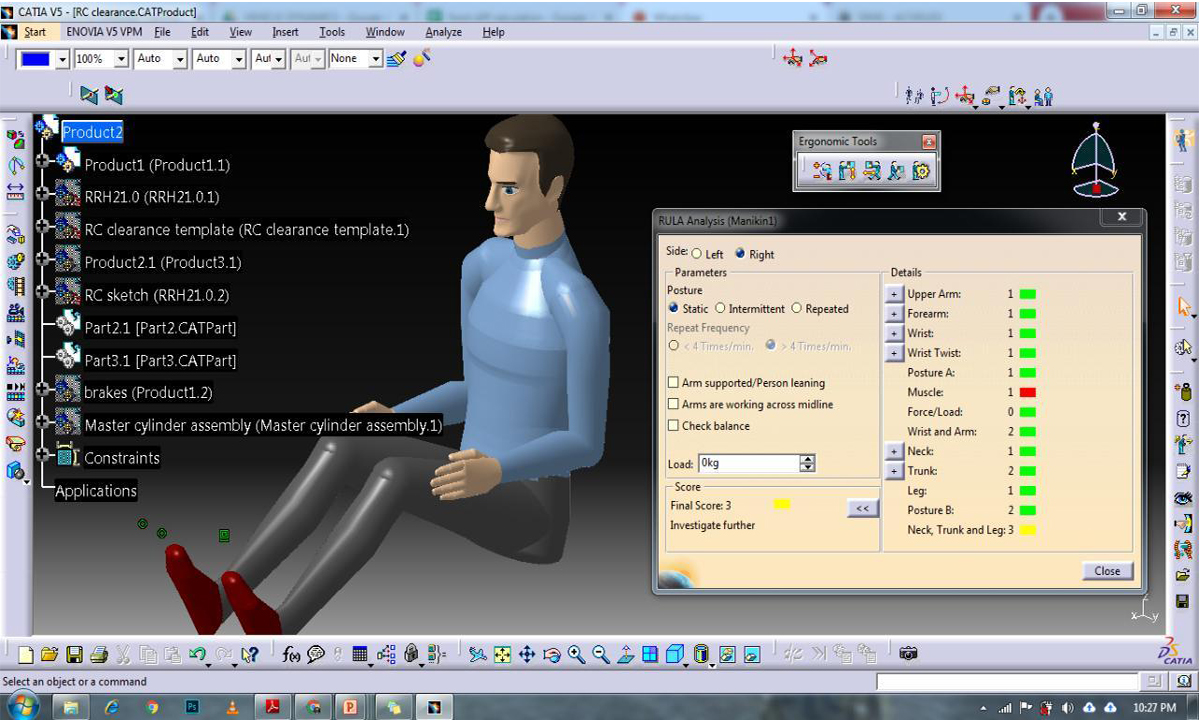 CATIA V5 - [RC clearance.CATProduct]
Start ENOVIA V5 VPM File Edit View Insert Tools Window Analyze Help
100% Auto Auto Aut Aut None
Product2
Product1 (Product1.1)
RRH21.0 (RRH21.0.1)
RC clearance template (RC clearance template.1)
Product2.1 (Product3.1)
RC sketch (RRH21.0.2)
Part2.1 [Part2.CATPart]
Part3.1 [Part3.CATPart]
brakes (Product1.2)
Master cylinder assembly (Master cylinder assembly.1)
Constraints
Applications
Ergonomic Tools
RULA Analysis (Manikin1)
Side: Left Right
Parameters
Posture
Static Intermittent Repeated
Repeat Frequency
< 4 Times/min. > 4 Times/min.
Arm supported/Person leaning
Arms are working across midline
Check balance
Load: 0kg
Score
Final Score: 3
<<
Investigate further
Details
+ Upper Arm: 1
+ Forearm: 1
+ Wrist: 1
+ Wrist Twist: 1
Posture A: 1
Muscle: 1
Force/Load: 0
Wrist and Arm: 2
+ Neck: 1
+ Trunk: 2
Leg: 1
Posture B: 2
Neck, Trunk and Leg: 3
Close
x y
f(x)
CATIA
Select an object or a command
Ps P
10:27 PM